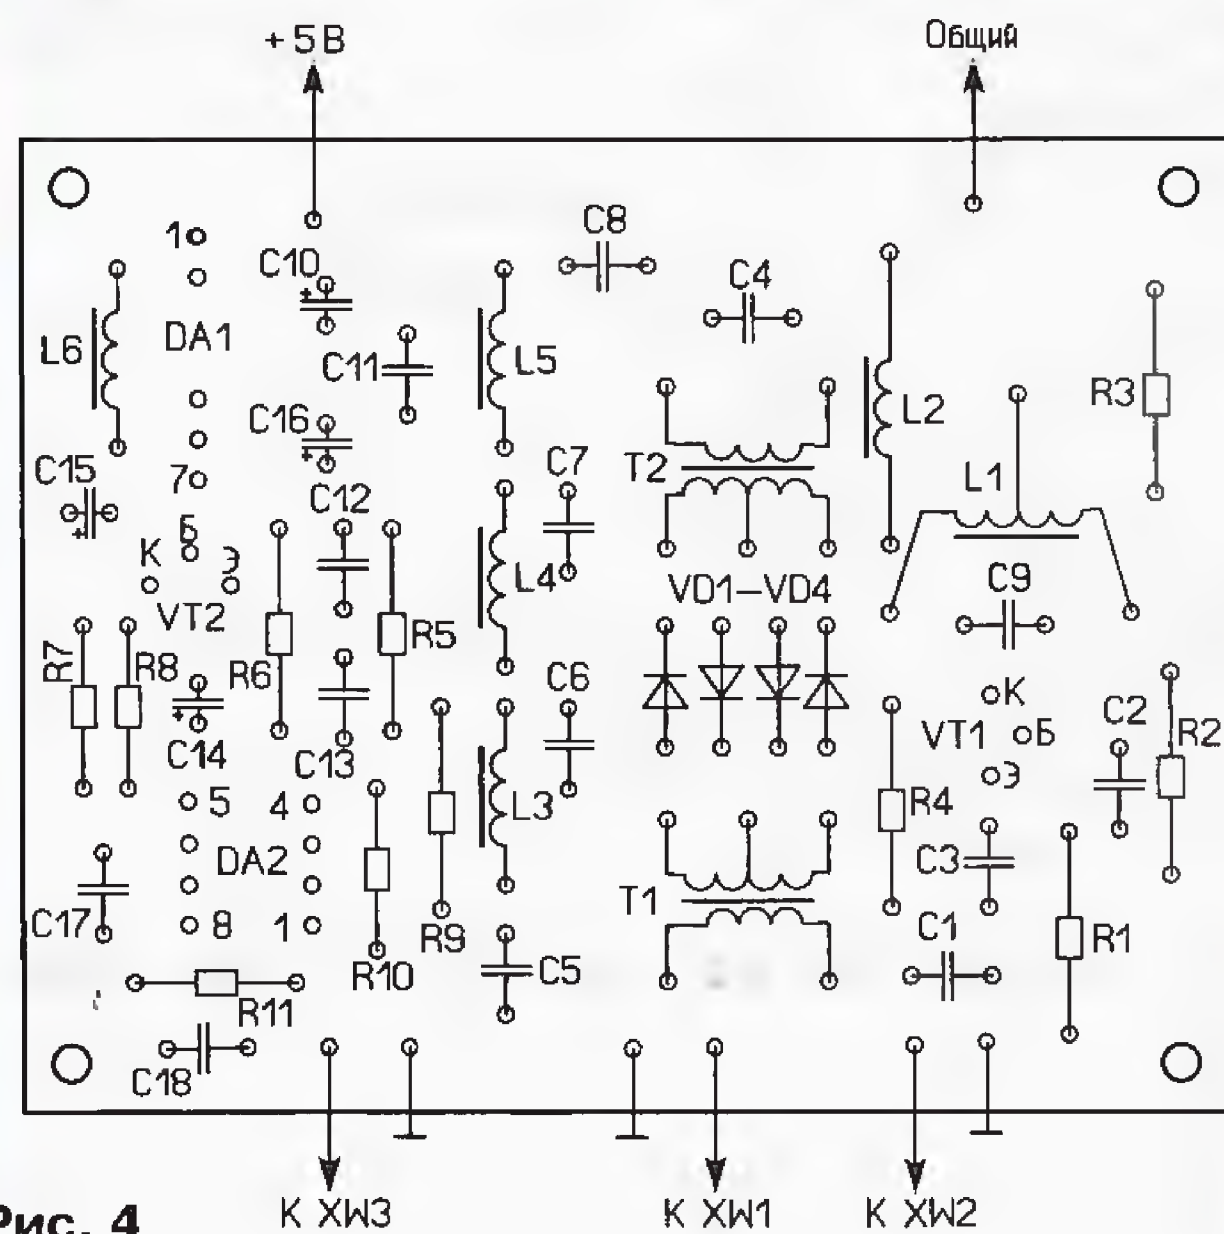 +5В
Общий
C8
1
C10
C4
DA1
L6
C11
L5
R3
C16
L2
C15
7
T2
C7
L1
C12
Б
К
Э
L4
VD1–VD4
C9
VT2
R7
R8
R6
R5
C6
К
C2
VT1
Б
R2
C14
C13
Э
5
4
L3
R4
DA2
C3
C17
8
1
R9
T1
C1
R1
R10
C5
R11
C18
К XW3
К XW1
К XW2
Рис. 4